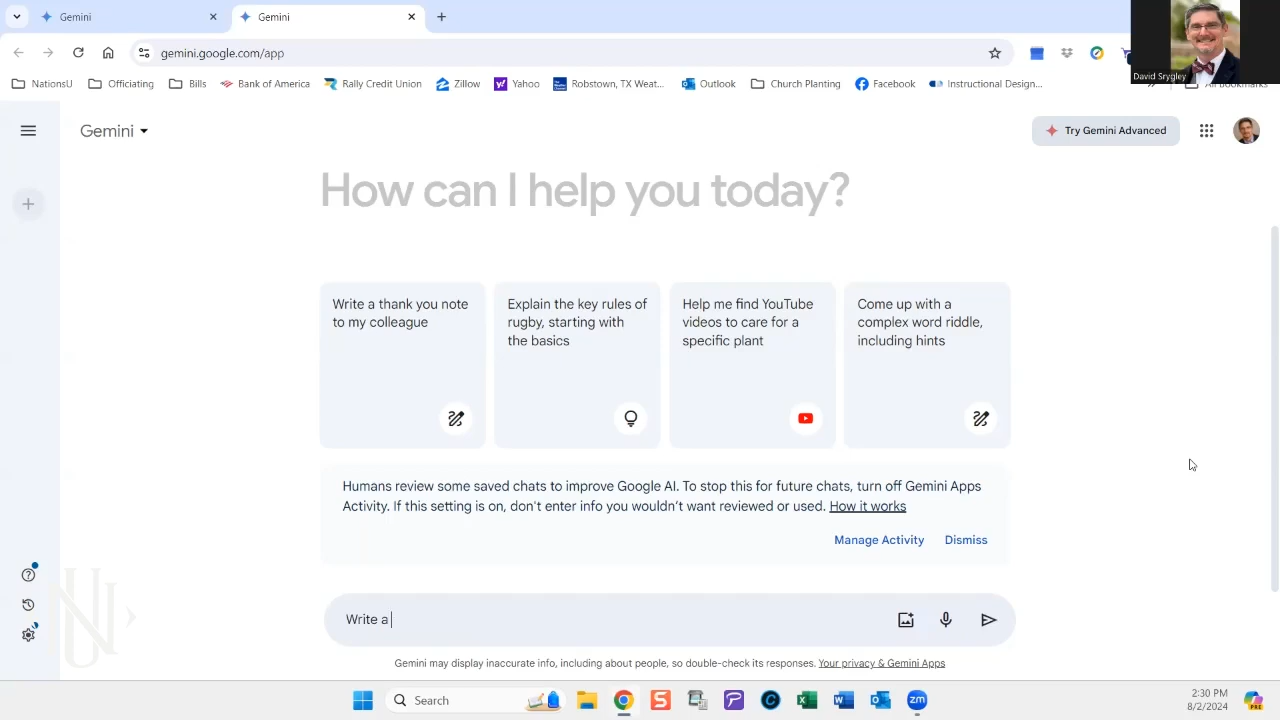 Gemini
Gemini
gemini.google.com/app
David Srygley
NationsU
Officiating
Bills
Bank of America
Rally Credit Union
Zillow
Yahoo
Robstown, TX Weat...
Outlook
Church Planting
Facebook
Instructional Design...
All Bookmarks
Gemini
Try Gemini Advanced
How can I help you today?
Write a thank you note
to my colleague
Explain the key rules of
rugby, starting with
the basics
Help me find YouTube
videos to care for a
specific plant
Come up with a
complex word riddle,
including hints
Humans review some saved chats to improve Google AI. To stop this for future chats, turn off Gemini Apps
Activity. If this setting is on, don't enter info you wouldn't want reviewed or used. How it works
Manage Activity
Dismiss
Write a
Gemini may display inaccurate info, including about people, so double-check its responses. Your privacy & Gemini Apps
NU
Search
zm
2:30 PM
8/2/2024
PRE